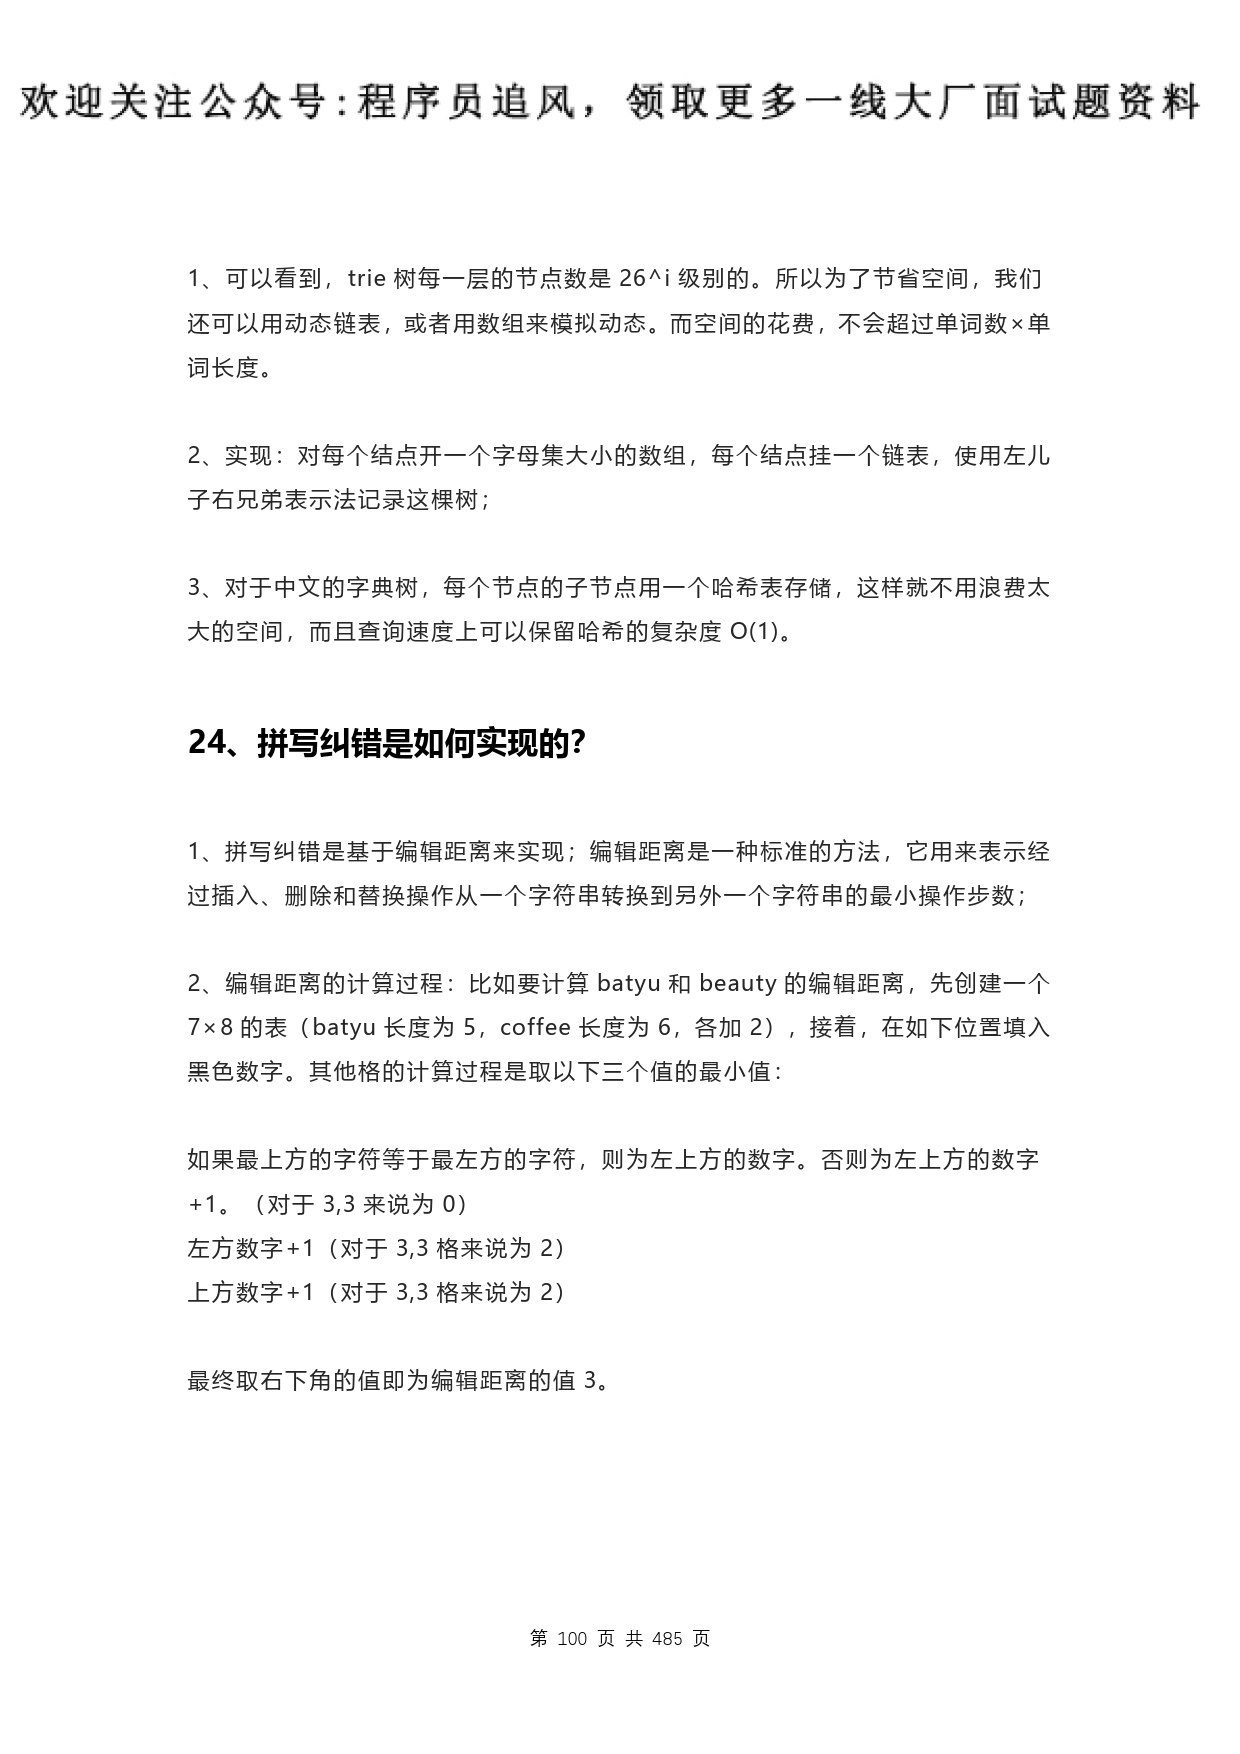 欢迎关注公众号:程序员追风，领取更多一线大厂面试题资料
1、可以看到，trie 树每一层的节点数是 26^i 级别的。所以为了节省空间，我们
还可以用动态链表，或者用数组来模拟动态。而空间的花费，不会超过单词数×单
词长度。
2、实现：对每个结点开一个字母集大小的数组，每个结点挂一个链表，使用左儿
子右兄弟表示法记录这棵树；
3、对于中文的字典树，每个节点的子节点用一个哈希表存储，这样就不用浪费太
大的空间，而且查询速度上可以保留哈希的复杂度 O(1)。
24、拼写纠错是如何实现的？
1、拼写纠错是基于编辑距离来实现；编辑距离是一种标准的方法，它用来表示经
过插入、删除和替换操作从一个字符串转换到另外一个字符串的最小操作步数；
2、编辑距离的计算过程：比如要计算 batyu 和 beauty 的编辑距离，先创建一个
7×8 的表（batyu 长度为 5，coffee 长度为 6，各加 2），接着，在如下位置填入
黑色数字。其他格的计算过程是取以下三个值的最小值：
如果最上方的字符等于最左方的字符，则为左上方的数字。否则为左上方的数字
+1。（对于 3,3 来说为 0）
左方数字+1（对于 3,3 格来说为 2）
上方数字+1（对于 3,3 格来说为 2）
最终取右下角的值即为编辑距离的值 3。
第 100 页 共 485 页